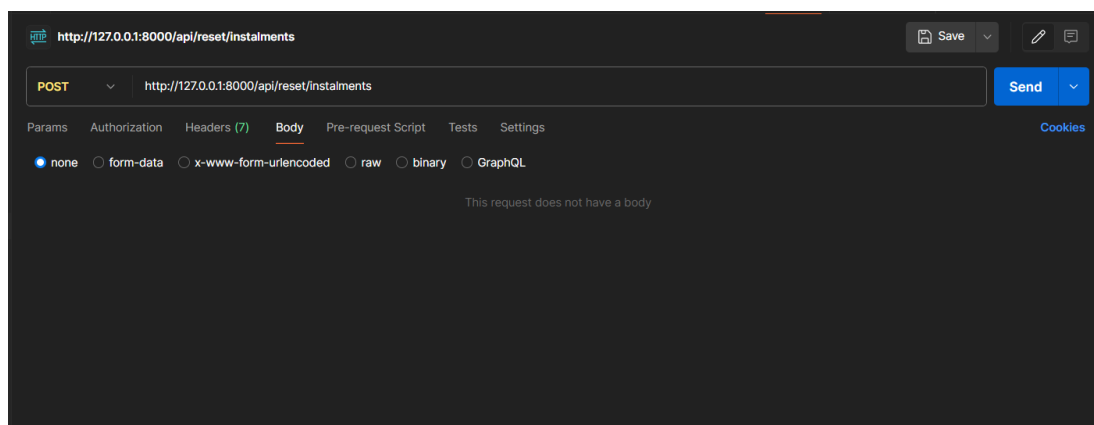 HTTP http://127.0.0.1:8000/api/reset/instalments Save
POST http://127.0.0.1:8000/api/reset/instalments Send
Params Authorization Headers (7) Body Pre-request Script Tests Settings Cookies
none form-data x-www-form-urlencoded raw binary GraphQL
This request does not have a body